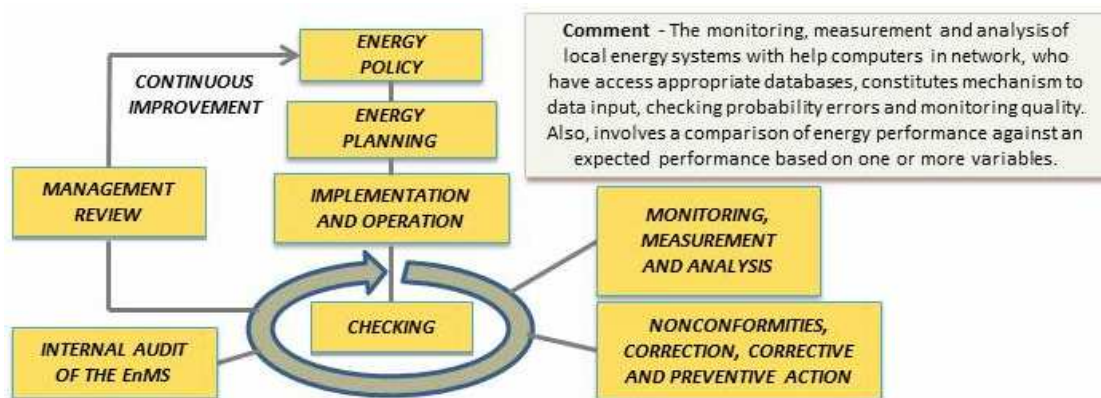 ENERGY
POLICY
CONTINUOUS
IMPROVEMENT
Comment - The monitoring, measurement and analysis of
local energy systems with help computers in network, who
have access appropriate databases, constitutes mechanism to
data input, checking probability errors and monitoring quality.
Also, involves a comparison of energy performance against an
expected performance based on one or more variables.
ENERGY
PLANNING
MANAGEMENT
REVIEW
IMPLEMENTATION
AND OPERATION
MONITORING,
MEASUREMENT
AND ANALYSIS
CHECKING
INTERNAL AUDIT
OF THE EnMS
NONCONFORMITIES,
CORRECTION, CORRECTIVE
AND PREVENTIVE ACTION